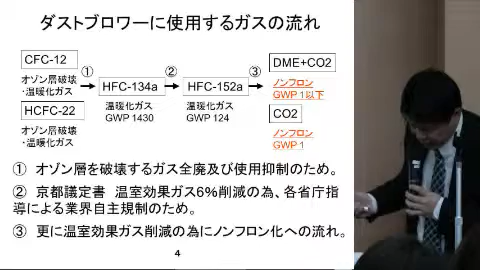 ダストブロワーに使用するガスの流れ
CFC-12
オゾン層破壊
・温暖化ガス
HCFC-22
オゾン層破壊
・温暖化ガス
①
HFC-134a
温暖化ガス
GWP 1430
②
HFC-152a
温暖化ガス
GWP 124
③
DME+CO2
ノンフロン
GWP 1以下
CO2
ノンフロン
GWP 1
① オゾン層を破壊するガス全廃及び使用抑制のため。
② 京都議定書 温室効果ガス6%削減の為、各省庁指
導による業界自主規制のため。
③ 更に温室効果ガス削減の為にノンフロン化への流れ。
4